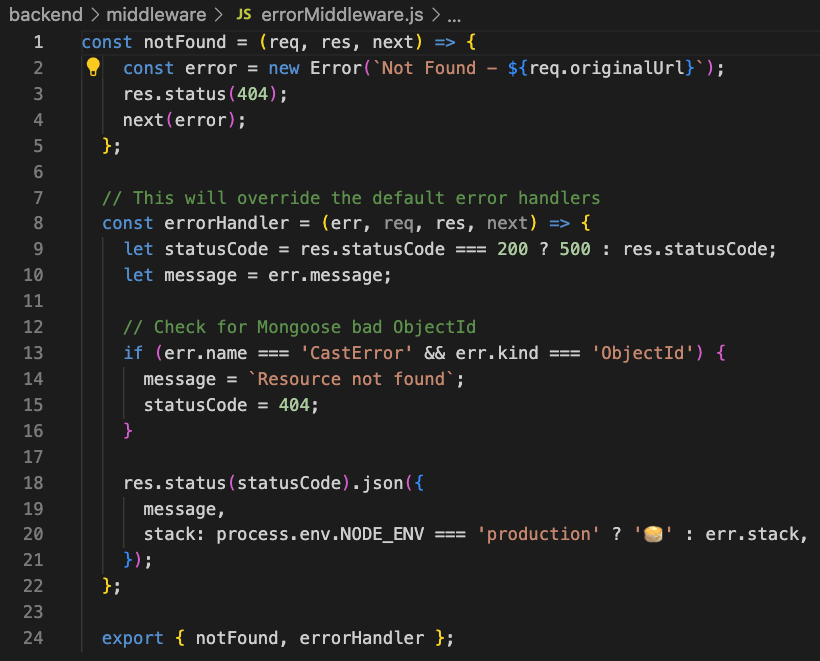 backend > middleware > JS errorMiddleware.js > ...
1 const notFound = (req, res, next) => {
2 const error = new Error(`Not Found - ${req.originalUrl}`);
3 res.status(404);
4 next(error);
5 };
6
7 // This will override the default error handlers
8 const errorHandler = (err, req, res, next) => {
9 let statusCode = res.statusCode === 200 ? 500 : res.statusCode;
10 let message = err.message;
11
12 // Check for Mongoose bad ObjectId
13 if (err.name === 'CastError' && err.kind === 'ObjectId') {
14 message = `Resource not found`;
15 statusCode = 404;
16 }
17
18 res.status(statusCode).json({
19 message,
20 stack: process.env.NODE_ENV === 'production' ? '🥞' : err.stack,
21 });
22 };
23
24 export { notFound, errorHandler };